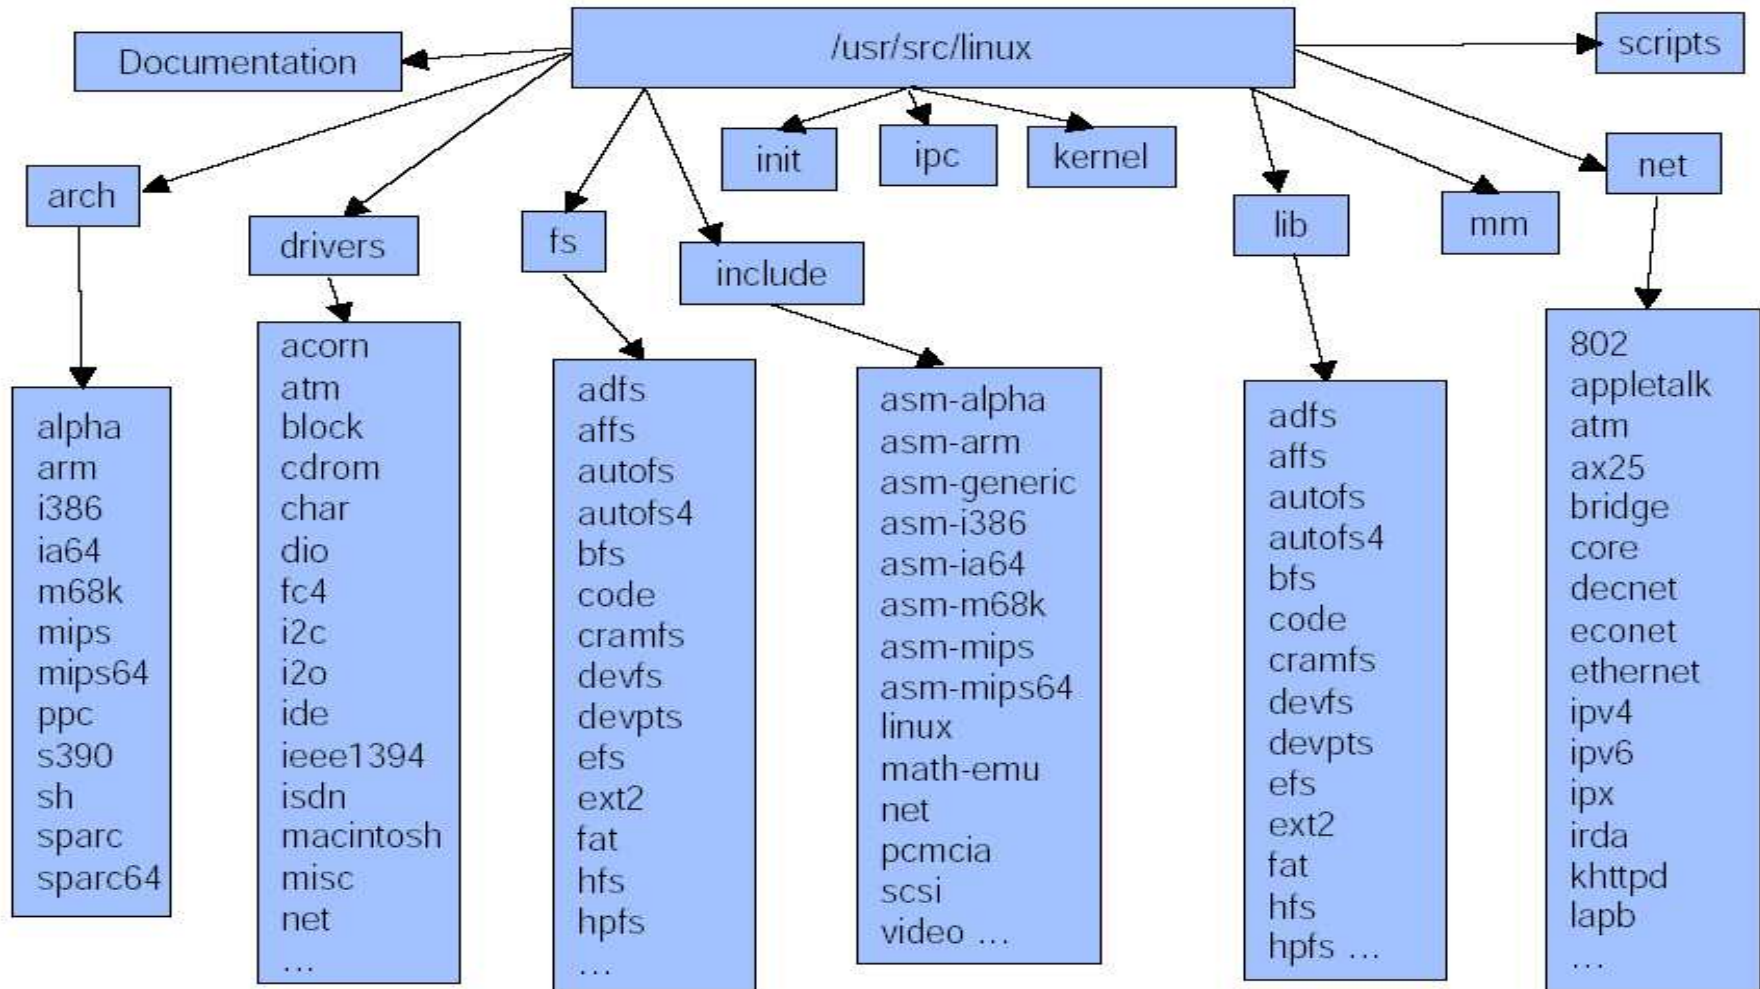 /usr/src/linux
Documentation
scripts
init
ipc
kernel
net
arch
drivers
fs
include
lib
mm
alpha
arm
i386
ia64
m68k
mips
mips64
ppc
s390
sh
sparc
sparc64
acorn
atm
block
cdrom
char
dio
fc4
i2c
i2o
ide
ieee1394
isdn
macintosh
misc
net
...
adfs
affs
autofs
autofs4
bfs
code
cramfs
devfs
devpts
efs
ext2
fat
hfs
hpfs
...
asm-alpha
asm-arm
asm-generic
asm-i386
asm-ia64
asm-m68k
asm-mips
asm-mips64
linux
math-emu
net
pcmcia
scsi
video ...
adfs
affs
autofs
autofs4
bfs
code
cramfs
devfs
devpts
efs
ext2
fat
hfs
hpfs ...
802
appletalk
atm
ax25
bridge
core
decnet
econet
ethernet
ipv4
ipv6
ipx
irda
khttpd
lapb
...